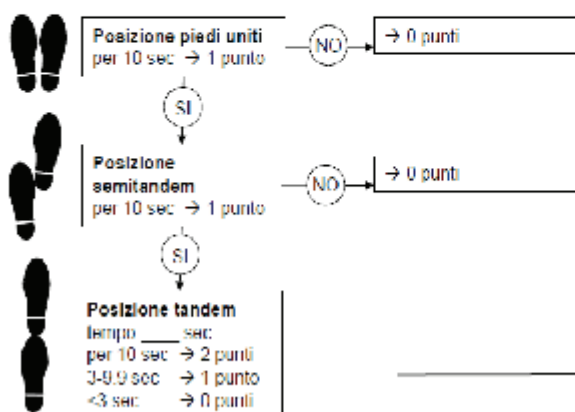 Posizione piedi uniti
per 10 sec → 1 punto
NO
→ 0 punti
SI
Posizione
semitandem
per 10 sec → 1 punto
NO
→ 0 punti
SI
Posizione tandem
tempo ____ sec
per 10 sec → 2 punti
3-9.9 sec → 1 punto
<3 sec → 0 punti